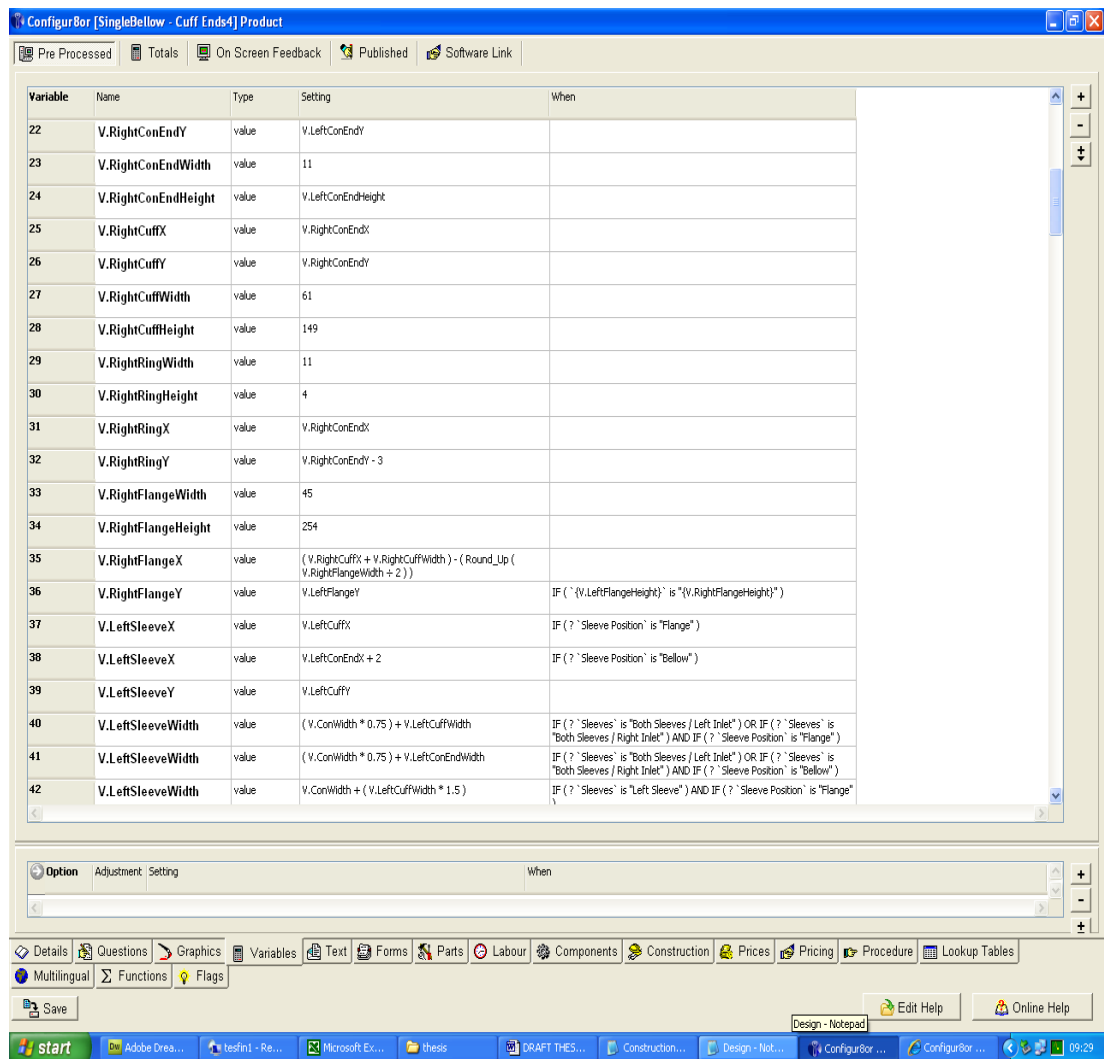 Configur8or [SingleBellow - Cuff Ends4] Product
Pre Processed Totals On Screen Feedback Published Software Link
Variable Name Type Setting When
22 V.RightConEndY value V.LeftConEndY
23 V.RightConEndWidth value 11
24 V.RightConEndHeight value V.LeftConEndHeight
25 V.RightCuffX value V.RightConEndX
26 V.RightCuffY value V.RightConEndY
27 V.RightCuffWidth value 61
28 V.RightCuffHeight value 149
29 V.RightRingWidth value 11
30 V.RightRingHeight value 4
31 V.RightRingX value V.RightConEndX
32 V.RightRingY value V.RightConEndY - 3
33 V.RightFlangeWidth value 45
34 V.RightFlangeHeight value 254
35 V.RightFlangeX value ( V.RightCuffX + V.RightCuffWidth ) - ( Round_Up (
V.RightFlangeWidth ÷ 2 ) )
36 V.RightFlangeY value V.LeftFlangeY IF ( `{V.LeftFlangeHeight}` is "{V.RightFlangeHeight}" )
37 V.LeftSleeveX value V.LeftCuffX IF ( ? `Sleeve Position` is "Flange" )
38 V.LeftSleeveX value V.LeftConEndX + 2 IF ( ? `Sleeve Position` is "Bellow" )
39 V.LeftSleeveY value V.LeftCuffY
40 V.LeftSleeveWidth value ( V.ConWidth * 0.75 ) + V.LeftCuffWidth IF ( ? `Sleeves` is "Both Sleeves / Left Inlet" ) OR IF ( ? `Sleeves` is
"Both Sleeves / Right Inlet" ) AND IF ( ? `Sleeve Position` is "Flange" )
41 V.LeftSleeveWidth value ( V.ConWidth * 0.75 ) + V.LeftConEndWidth IF ( ? `Sleeves` is "Both Sleeves / Left Inlet" ) OR IF ( ? `Sleeves` is
"Both Sleeves / Right Inlet" ) AND IF ( ? `Sleeve Position` is "Bellow" )
42 V.LeftSleeveWidth value V.ConWidth + ( V.LeftCuffWidth * 1.5 ) IF ( ? `Sleeves` is "Left Sleeve" ) AND IF ( ? `Sleeve Position` is "Flange"
)
Option Adjustment Setting When
Details Questions Graphics Variables Text Forms Parts Labour Components Construction Prices Pricing Procedure Lookup Tables
Multilingual Functions Flags
Save Edit Help Online Help
Design - Notepad
start Adobe Drea... tesfin1 - Re... Microsoft Ex... thesis DRAFT THES... Construction... Design - Not... Configur8or ... Configur8or ... 09:29